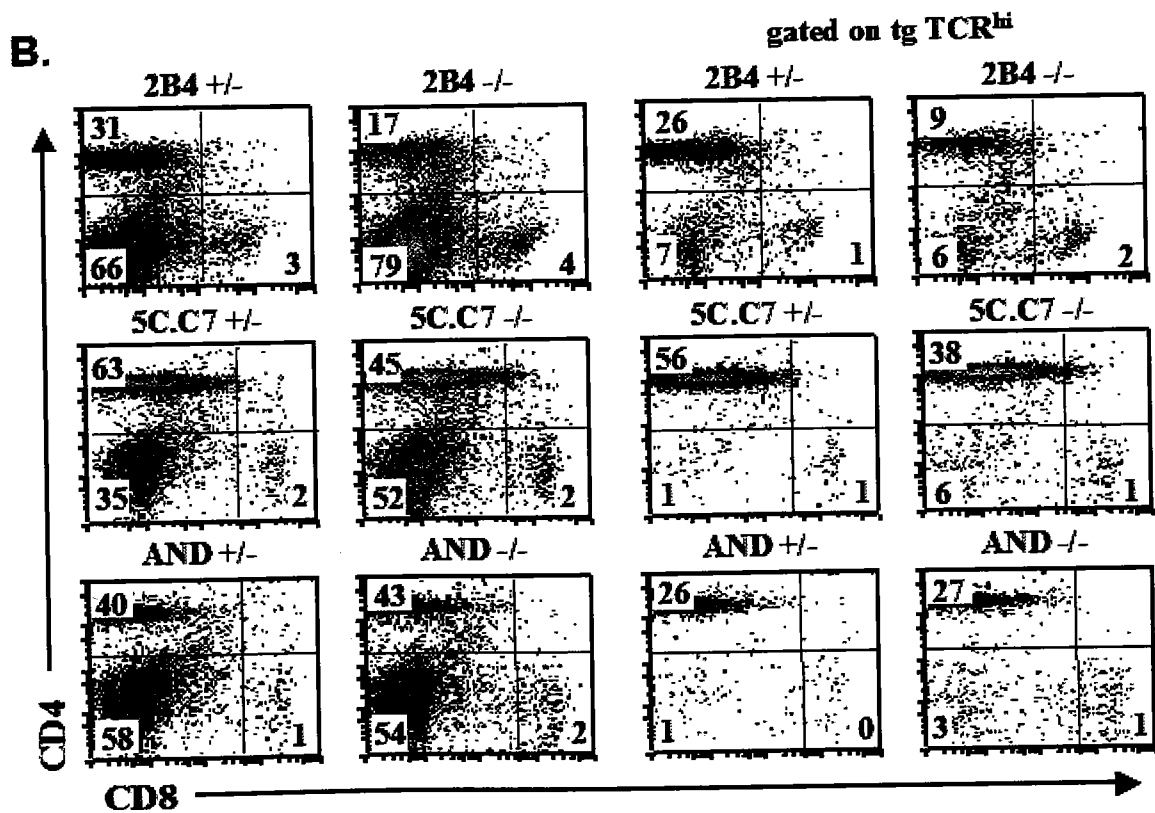 B.
gated on tg TCRhi
2B4 +/-
2B4 -/-
2B4 +/-
2B4 -/-
31
66
3
17
79
4
26
7
1
9
6
2
5C.C7 +/-
5C.C7 -/-
5C.C7 +/-
5C.C7 -/-
63
35
2
45
52
2
56
1
1
38
6
1
AND +/-
AND -/-
AND +/-
AND -/-
40
58
1
43
54
2
26
1
0
27
3
1
CD4
CD8